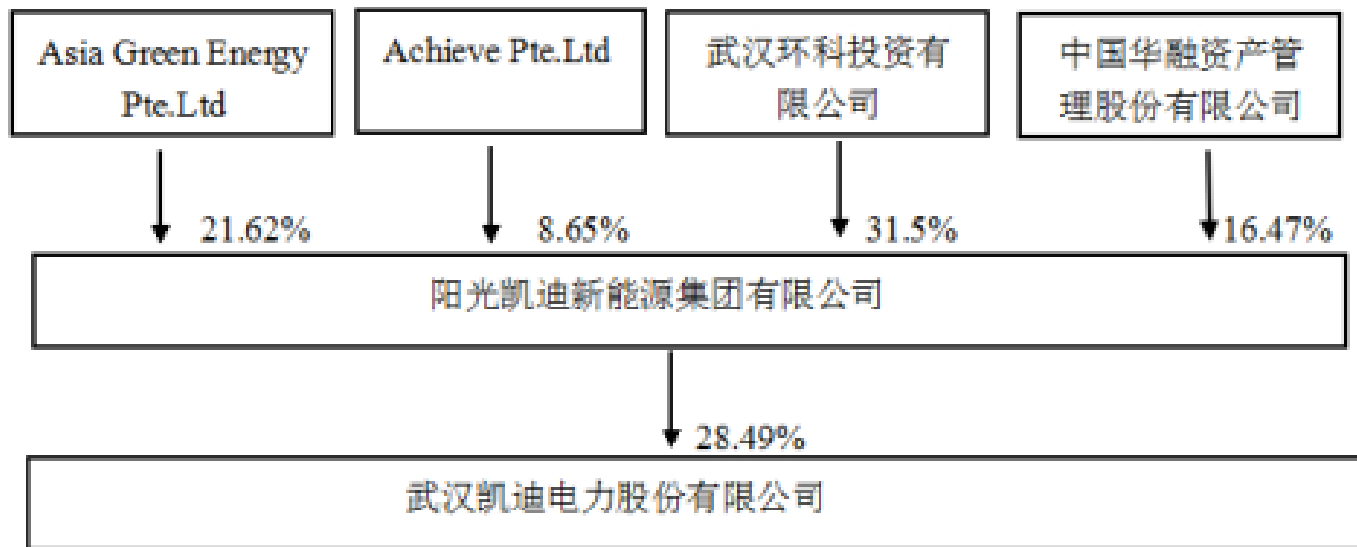 Asia Green Energy
Pte.Ltd
Achieve Pte.Ltd
武汉环科投资有
限公司
中国华融资产管
理股份有限公司
21.62%
8.65%
31.5%
16.47%
阳光凯迪新能源集团有限公司
28.49%
武汉凯迪电力股份有限公司